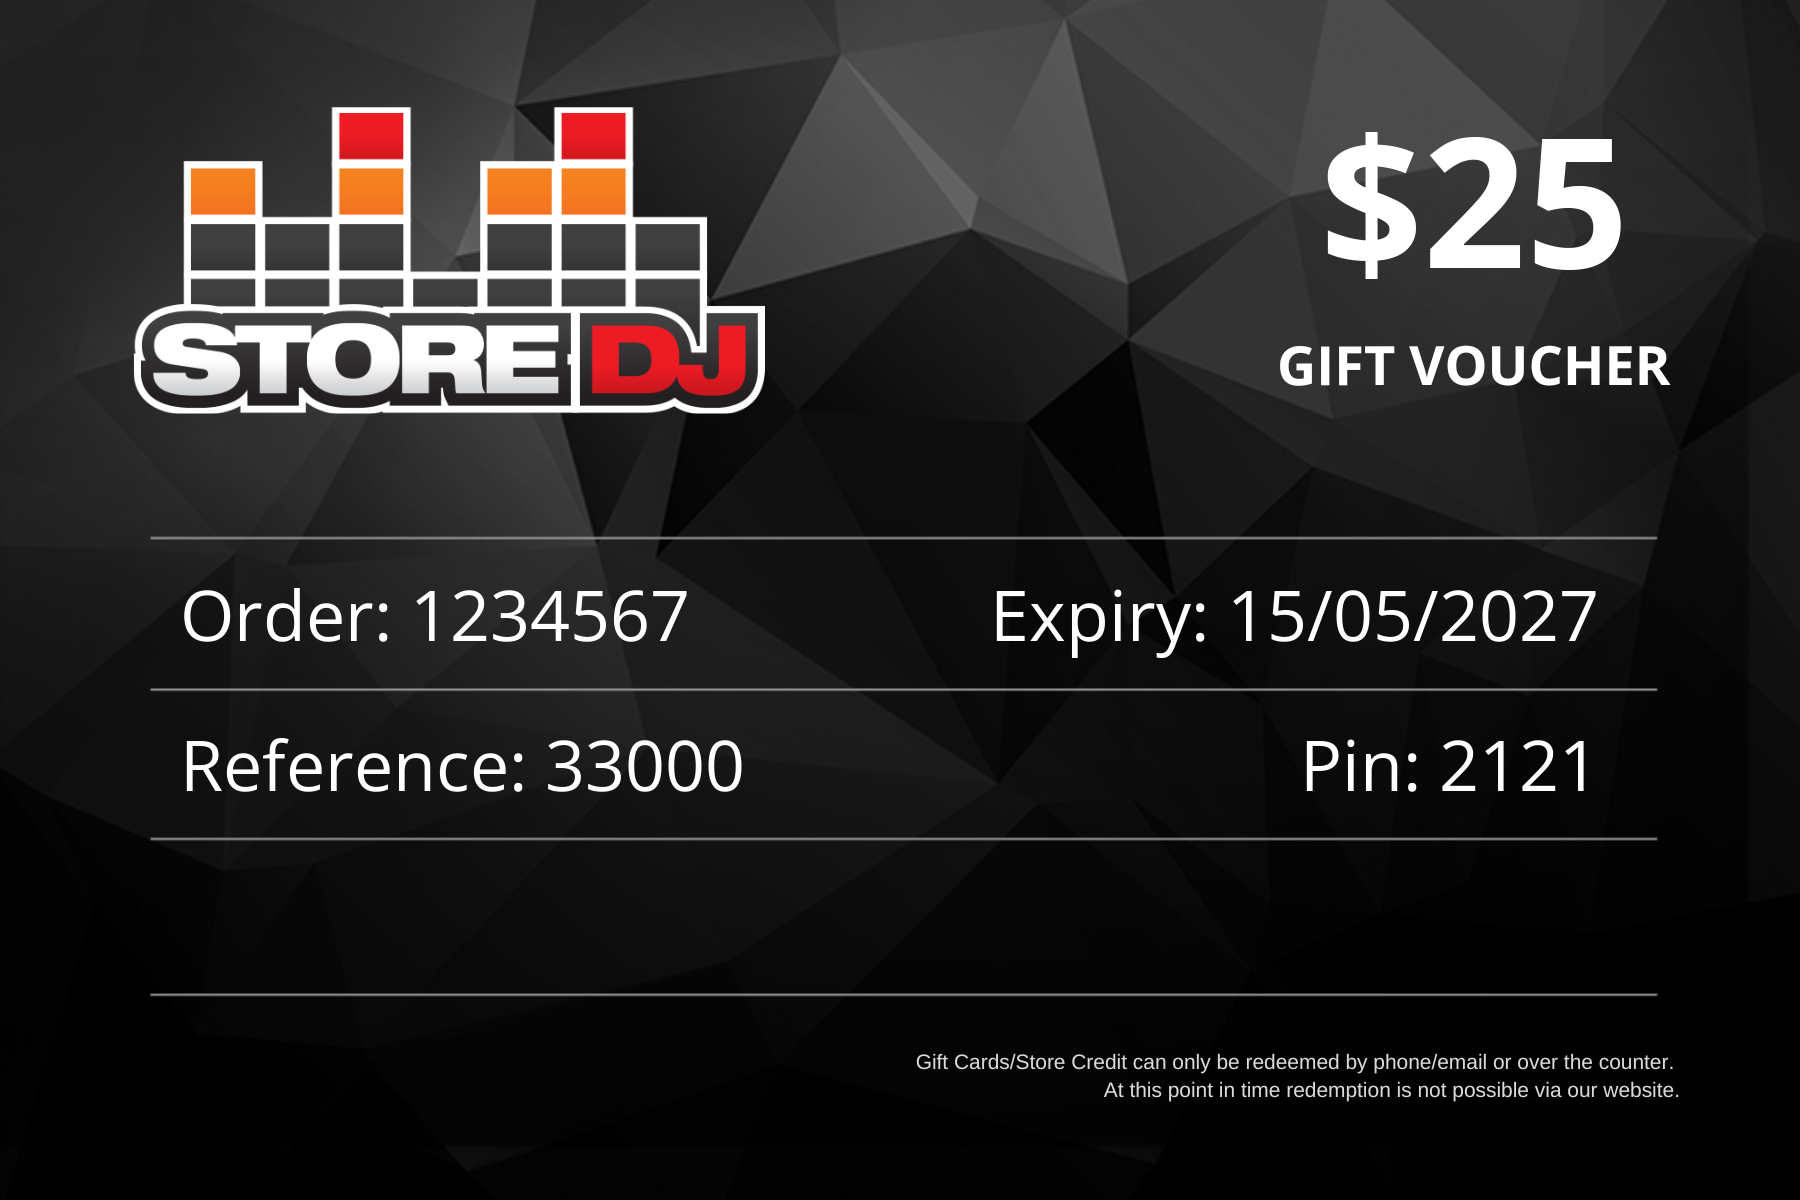 STORE DJ
$25
GIFT VOUCHER
Order: 1234567
Expiry: 15/05/2027
Reference: 33000
Pin: 2121
Gift Cards/Store Credit can only be redeemed by phone/email or over the counter.
At this point in time redemption is not possible via our website.